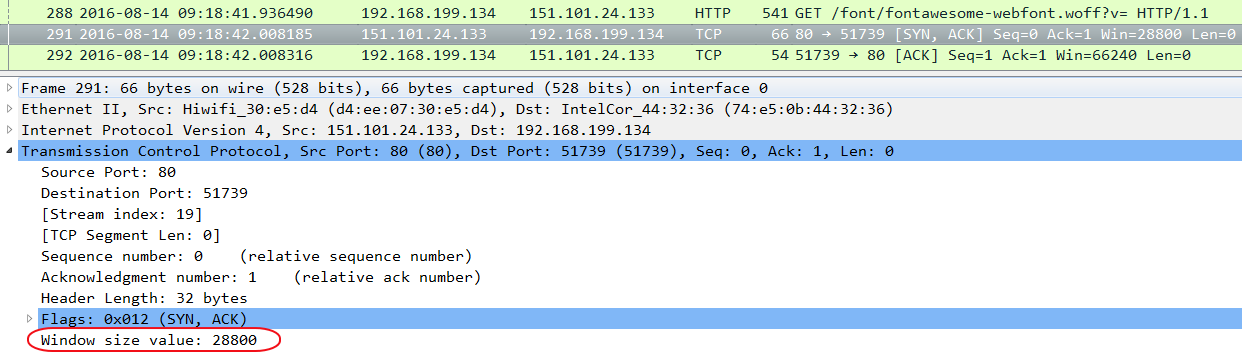 288 2016-08-14 09:18:41.936490 192.168.199.134 151.101.24.133 HTTP 541 GET /font/fontawesome-webfont.woff?v= HTTP/1.1
291 2016-08-14 09:18:42.008185 151.101.24.133 192.168.199.134 TCP 66 80 → 51739 [SYN, ACK] Seq=0 Ack=1 Win=28800 Len=0
292 2016-08-14 09:18:42.008316 192.168.199.134 151.101.24.133 TCP 54 51739 → 80 [ACK] Seq=1 Ack=1 Win=66240 Len=0
Frame 291: 66 bytes on wire (528 bits), 66 bytes captured (528 bits) on interface 0
Ethernet II, Src: Hiwifi_30:e5:d4 (d4:ee:07:30:e5:d4), Dst: IntelCor_44:32:36 (74:e5:0b:44:32:36)
Internet Protocol Version 4, Src: 151.101.24.133, Dst: 192.168.199.134
Transmission Control Protocol, Src Port: 80 (80), Dst Port: 51739 (51739), Seq: 0, Ack: 1, Len: 0
Source Port: 80
Destination Port: 51739
[Stream index: 19]
[TCP Segment Len: 0]
Sequence number: 0 (relative sequence number)
Acknowledgment number: 1 (relative ack number)
Header Length: 32 bytes
Flags: 0x012 (SYN, ACK)
Window size value: 28800